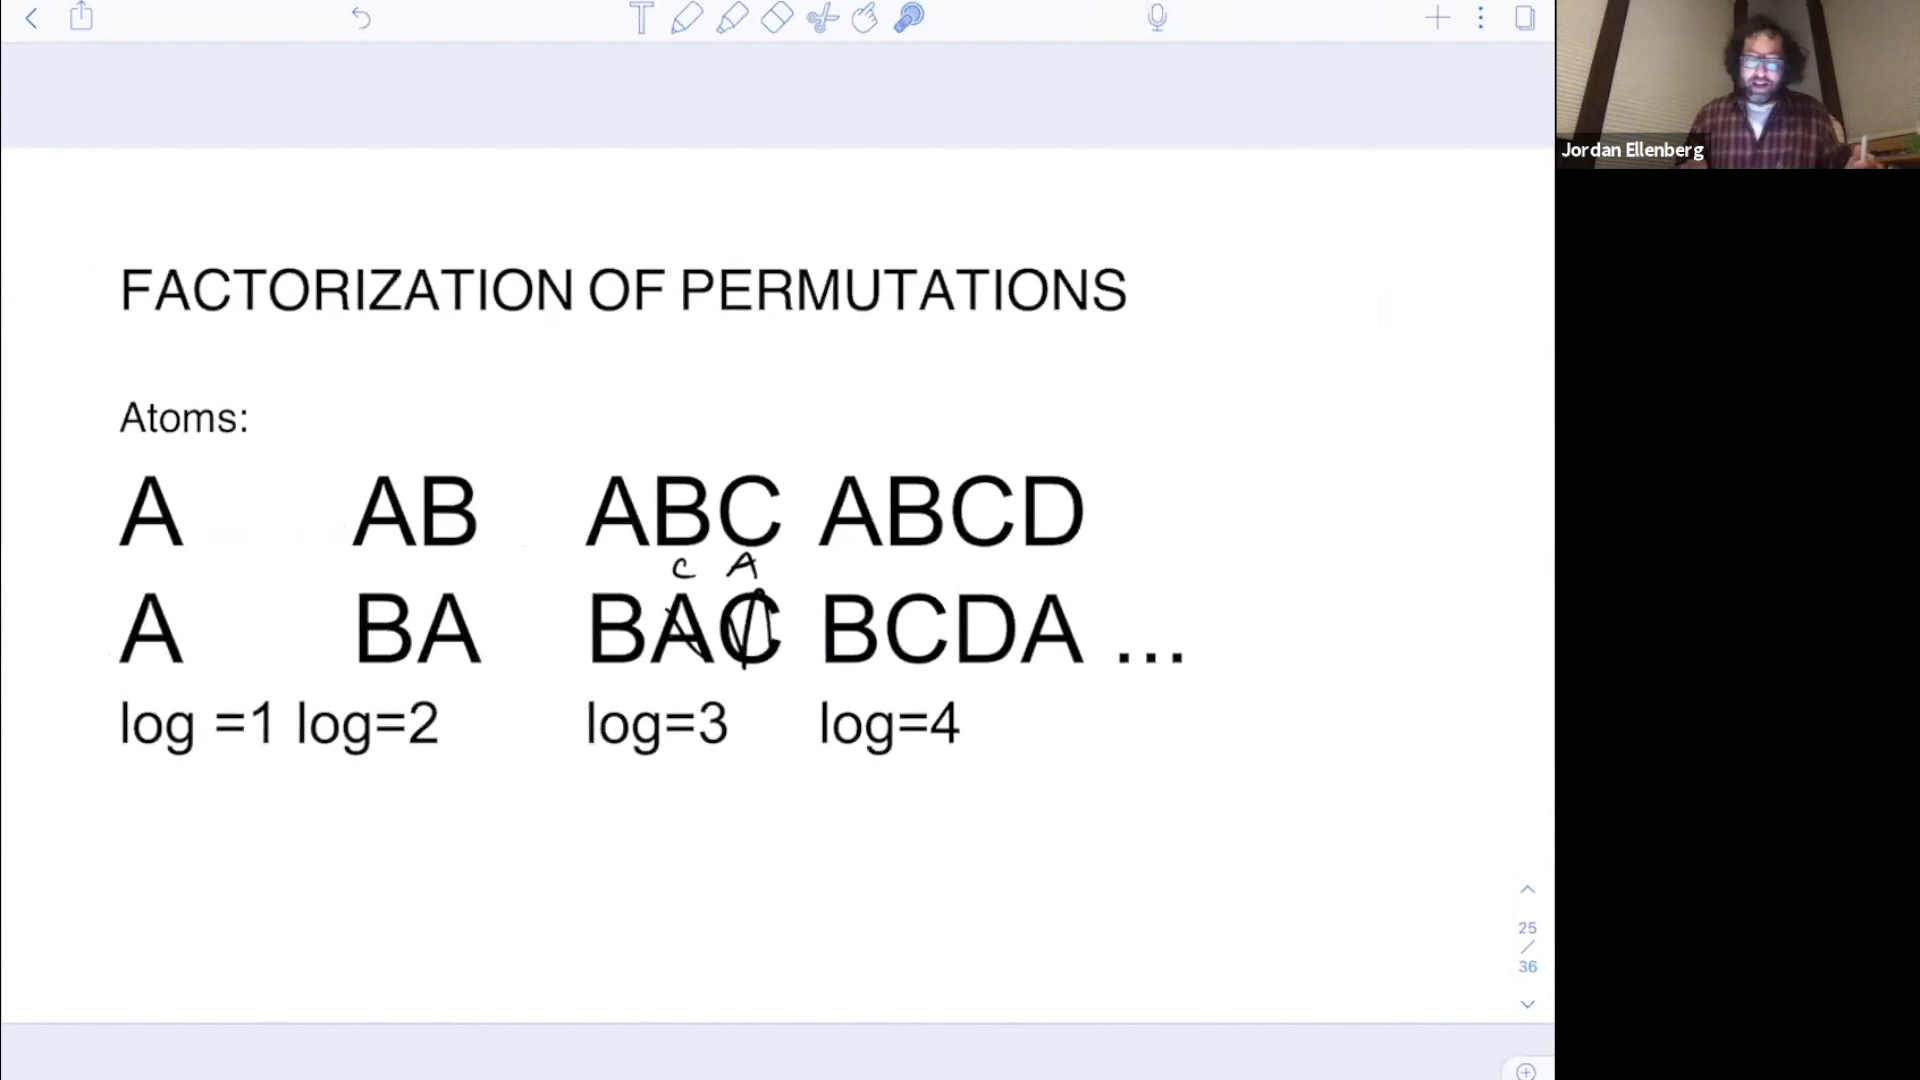 Jordan Ellenberg
FACTORIZATION OF PERMUTATIONS
Atoms:
A AB ABC ABCD
C A
A BA BAC BCDA ...
log =1 log=2 log=3 log=4
25
/
36